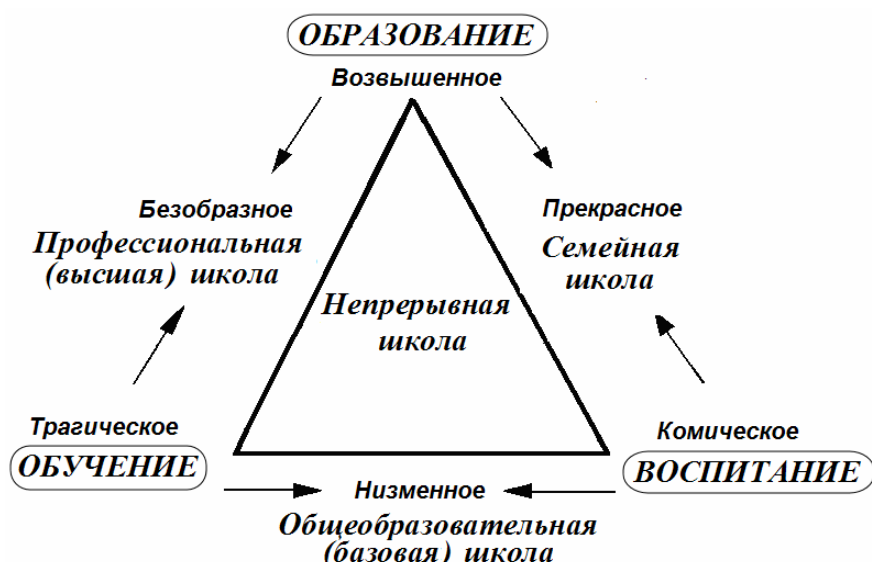 ОБРАЗОВАНИЕ
Возвышенное
Безобразное
Профессиональная
(высшая) школа
Прекрасное
Семейная
школа
Непрерывная
школа
Трагическое
ОБУЧЕНИЕ
Комическое
ВОСПИТАНИЕ
Низменное
Общеобразовательная
(базовая) школа